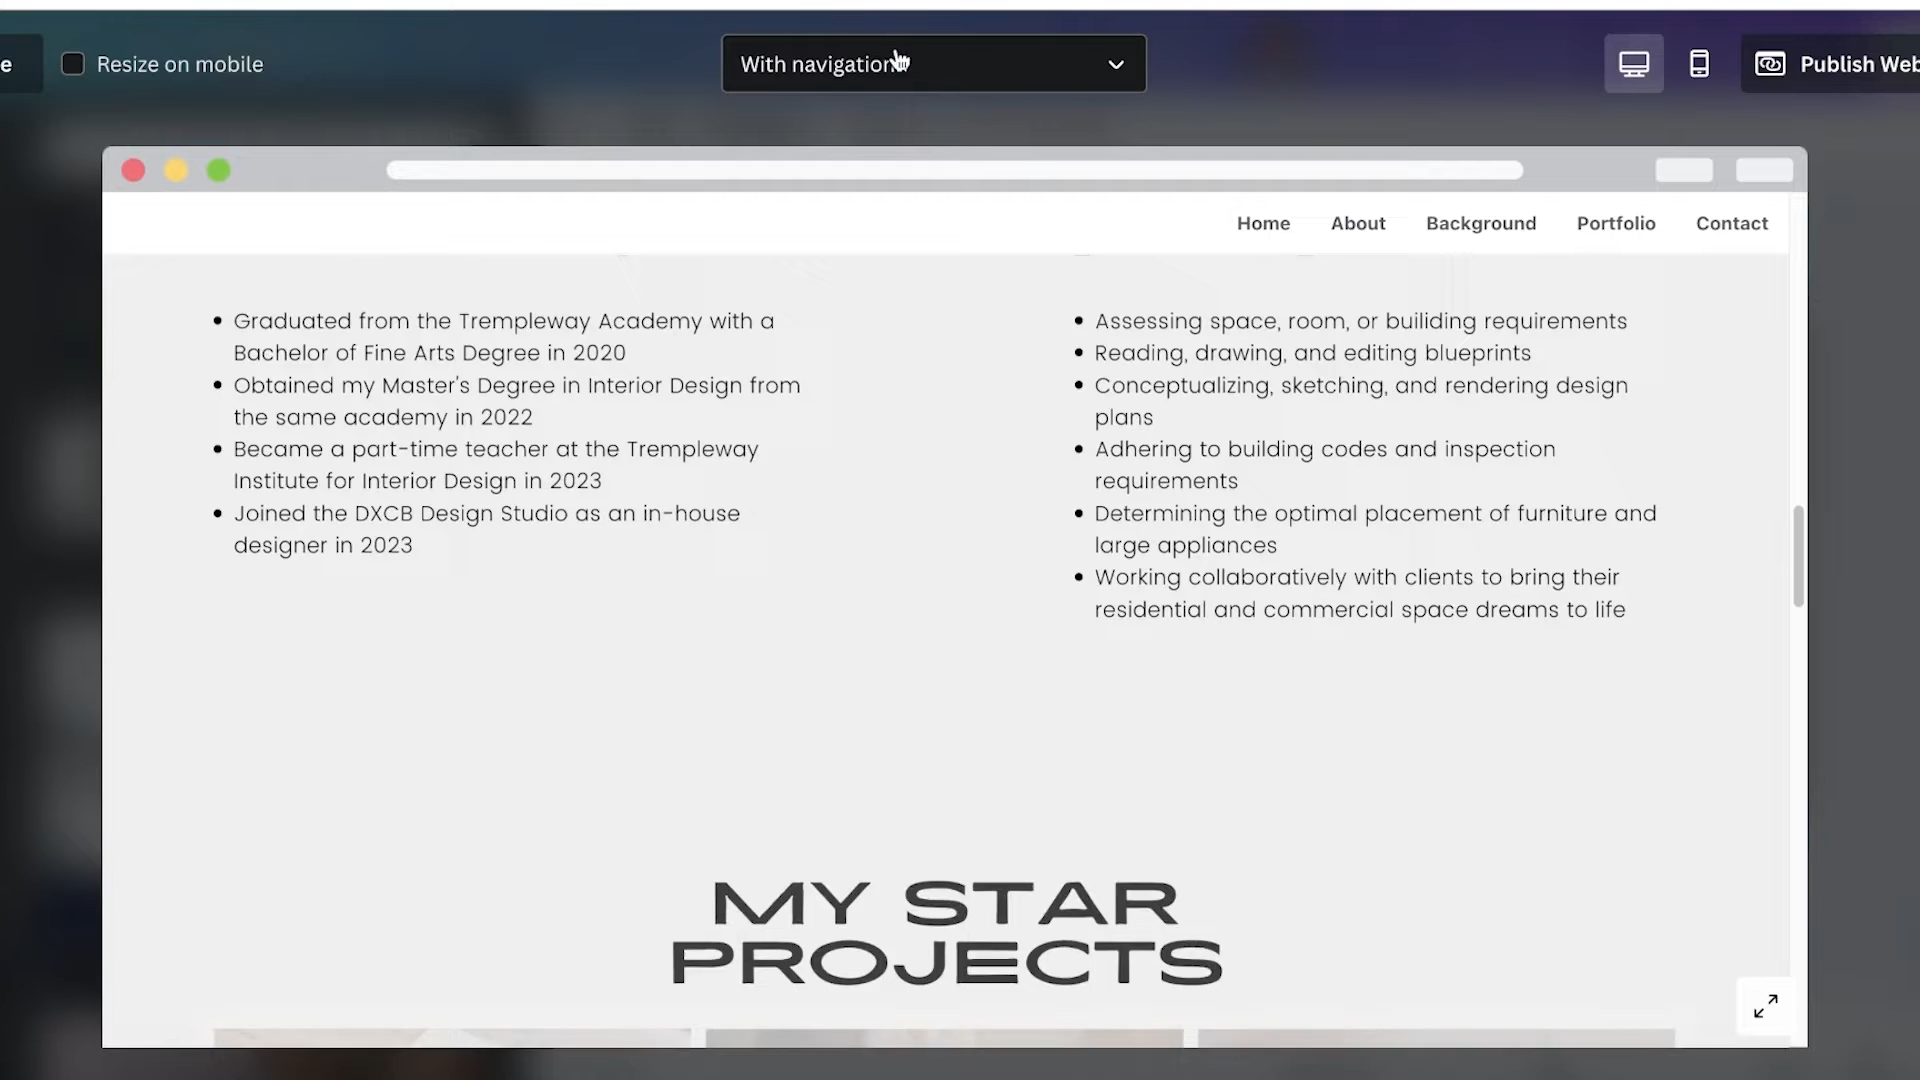 e
Resize on mobile
With navigation
Publish Web
Home
About
Background
Portfolio
Contact
Graduated from the Trempleway Academy with a
Bachelor of Fine Arts Degree in 2020
Obtained my Master's Degree in Interior Design from
the same academy in 2022
Became a part-time teacher at the Trempleway
Institute for Interior Design in 2023
Joined the DXCB Design Studio as an in-house
designer in 2023
Assessing space, room, or builiding requirements
Reading, drawing, and editing blueprints
Conceptualizing, sketching, and rendering design
plans
Adhering to building codes and inspection
requirements
Determining the optimal placement of furniture and
large appliances
Working collaboratively with clients to bring their
residential and commercial space dreams to life
MY STAR
PROJECTS